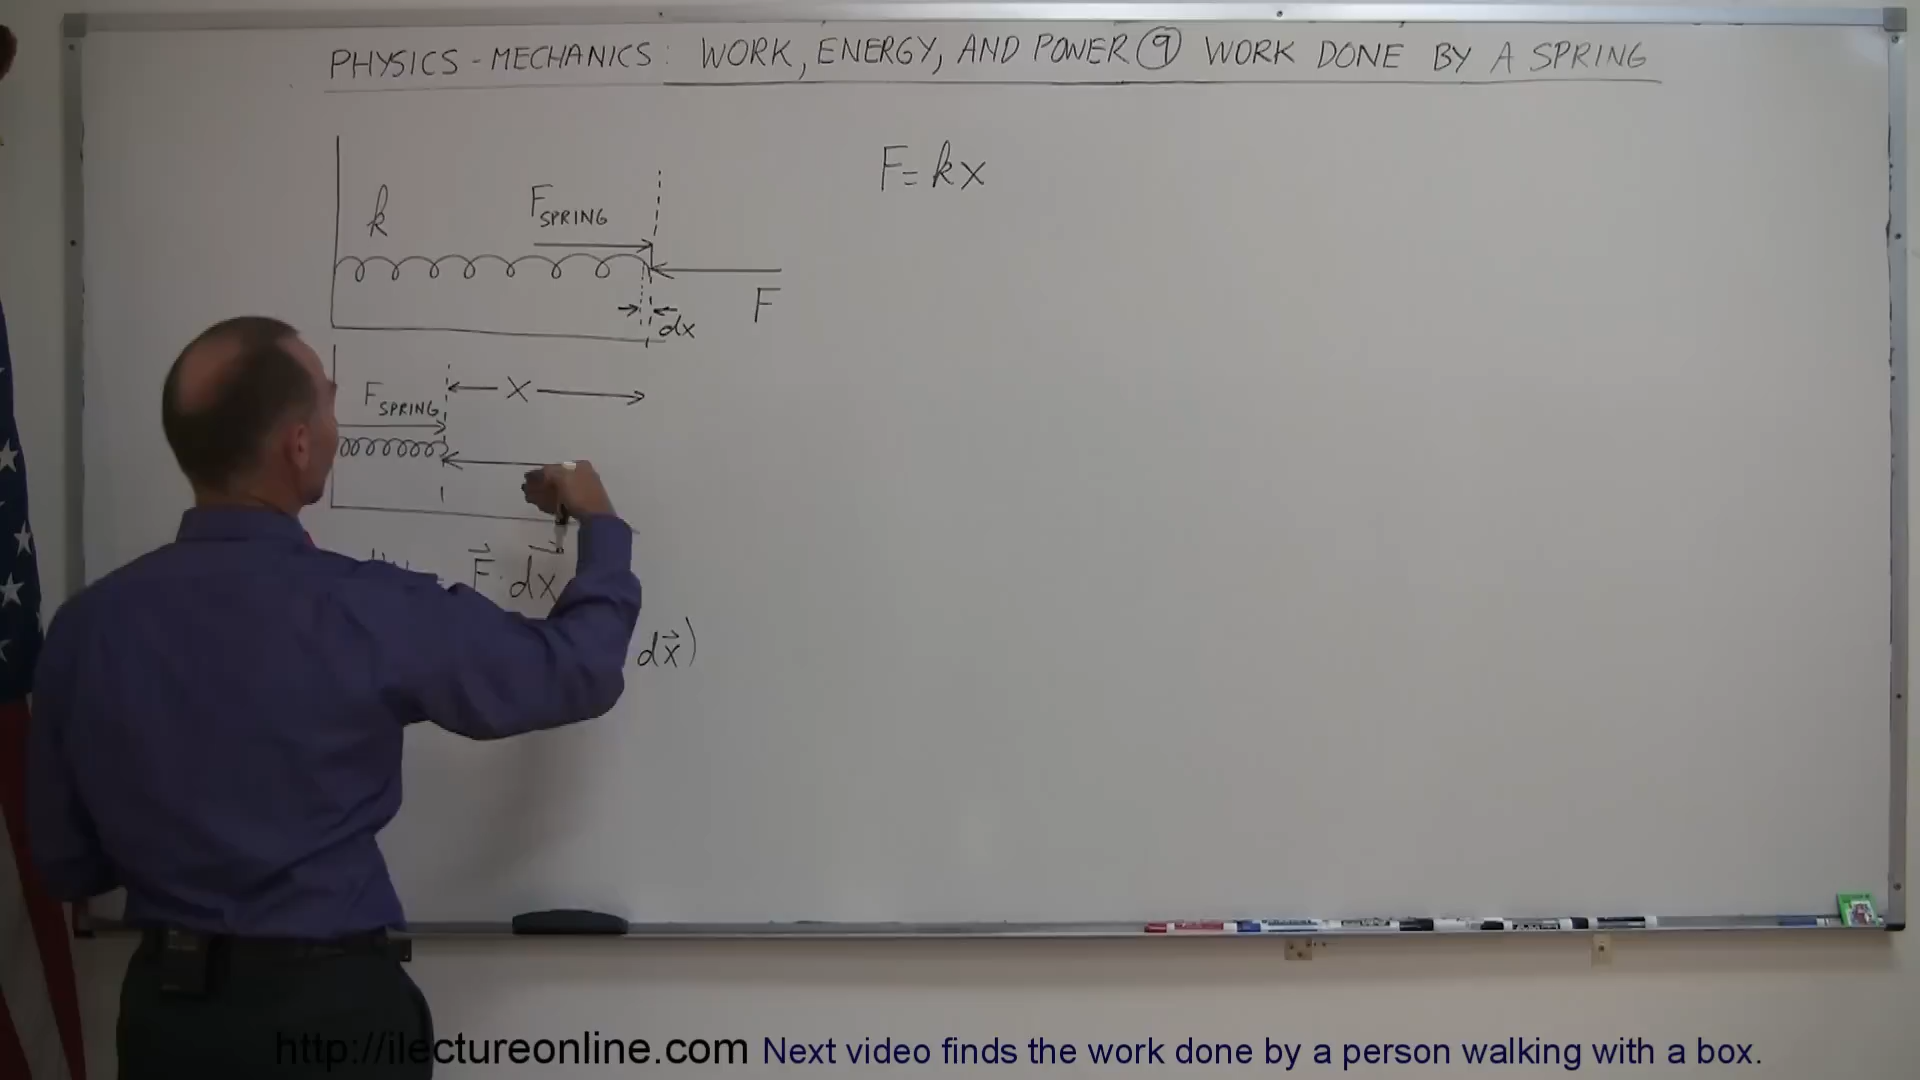 PHYSICS - MECHANICS: WORK, ENERGY, AND POWER ⑨ WORK DONE BY A SPRING
F = kx
k
F SPRING
F
dx
x
F SPRING
F⃗ · dx⃗
dx⃗)
http://ilectureonline.com Next video finds the work done by a person walking with a box.